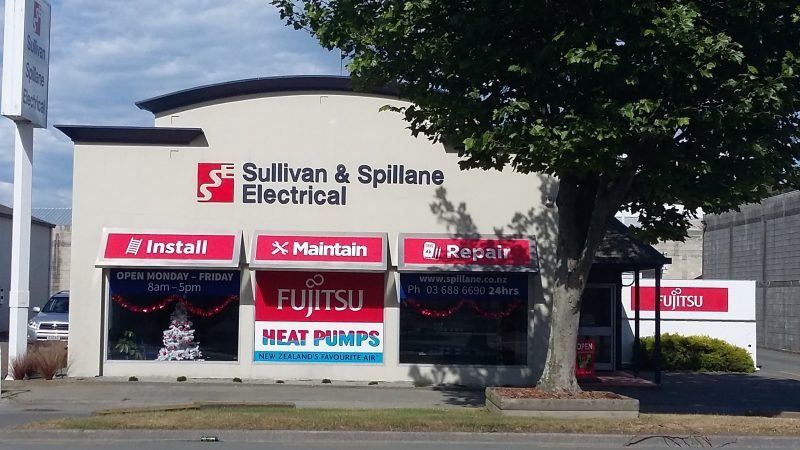 Sullivan
Spillane
Electrical
SSE
Sullivan & Spillane
Electrical
Install
Maintain
Repair
OPEN MONDAY – FRIDAY
8am – 5pm
FUJITSU
HEAT PUMPS
NEW ZEALAND'S FAVOURITE AIR
www.spillane.co.nz
Ph 03 688 6690 24hrs
FUJITSU
OPEN